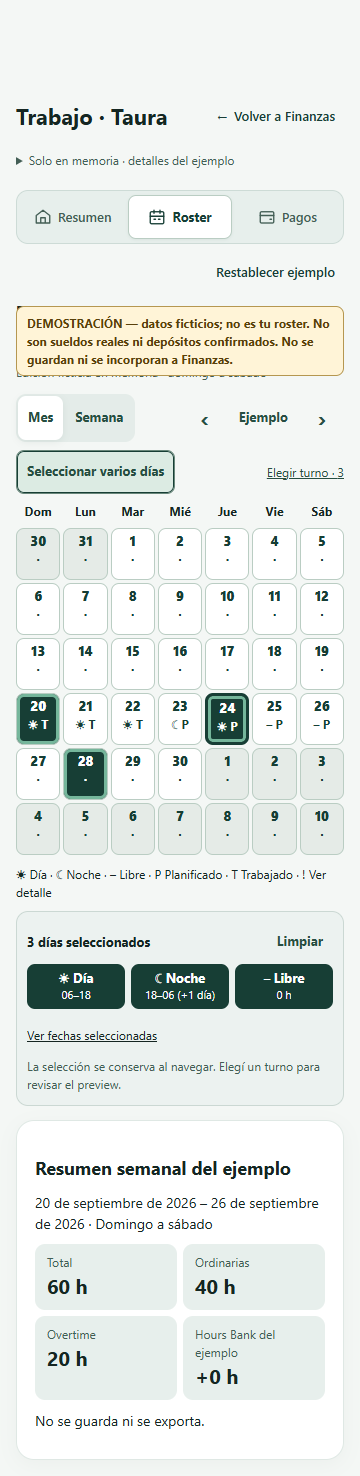 Trabajo · Taura
← Volver a Finanzas
▶ Solo en memoria · detalles del ejemplo
Resumen
Roster
Pagos
Restablecer ejemplo
DEMOSTRACIÓN — datos ficticios; no es tu roster. No
son sueldos reales ni depósitos confirmados. No se
guardan ni se incorporan a Finanzas.
Mes
Semana
‹
Ejemplo
›
Seleccionar varios días
Elegir turno · 3
Dom Lun Mar Mié Jue Vie Sáb
30 31 1 2 3 4 5
· · · · · · ·
6 7 8 9 10 11 12
· · · · · · ·
13 14 15 16 17 18 19
· · · · · · ·
20 21 22 23 24 25 26
☀ T ☀ T ☀ T ☾ P ☀ P – P – P
27 28 29 30 1 2 3
· · · · · · ·
4 5 6 7 8 9 10
· · · · · · ·
☀ Día · ☾ Noche · – Libre · P Planificado · T Trabajado · ! Ver
detalle
3 días seleccionados
Limpiar
☀ Día ☾ Noche – Libre
06–18 18–06 (+1 día) 0 h
Ver fechas seleccionadas
La selección se conserva al navegar. Elegí un turno para
revisar el preview.
Resumen semanal del ejemplo
20 de septiembre de 2026 – 26 de septiembre
de 2026 · Domingo a sábado
Total
60 h
Ordinarias
40 h
Overtime
20 h
Hours Bank del
ejemplo
+0 h
No se guarda ni se exporta.